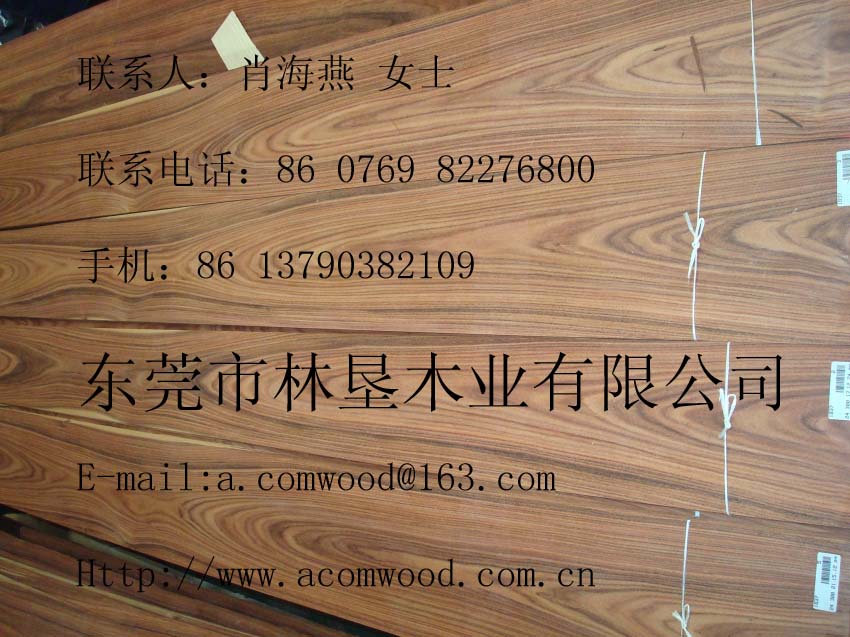 联系人：肖海燕 女士
联系电话：86 0769 82276800
手机：86 13790382109
东莞市林垦木业有限公司
E-mail:a.comwood@163.com
Http://www.acomwood.com.cn